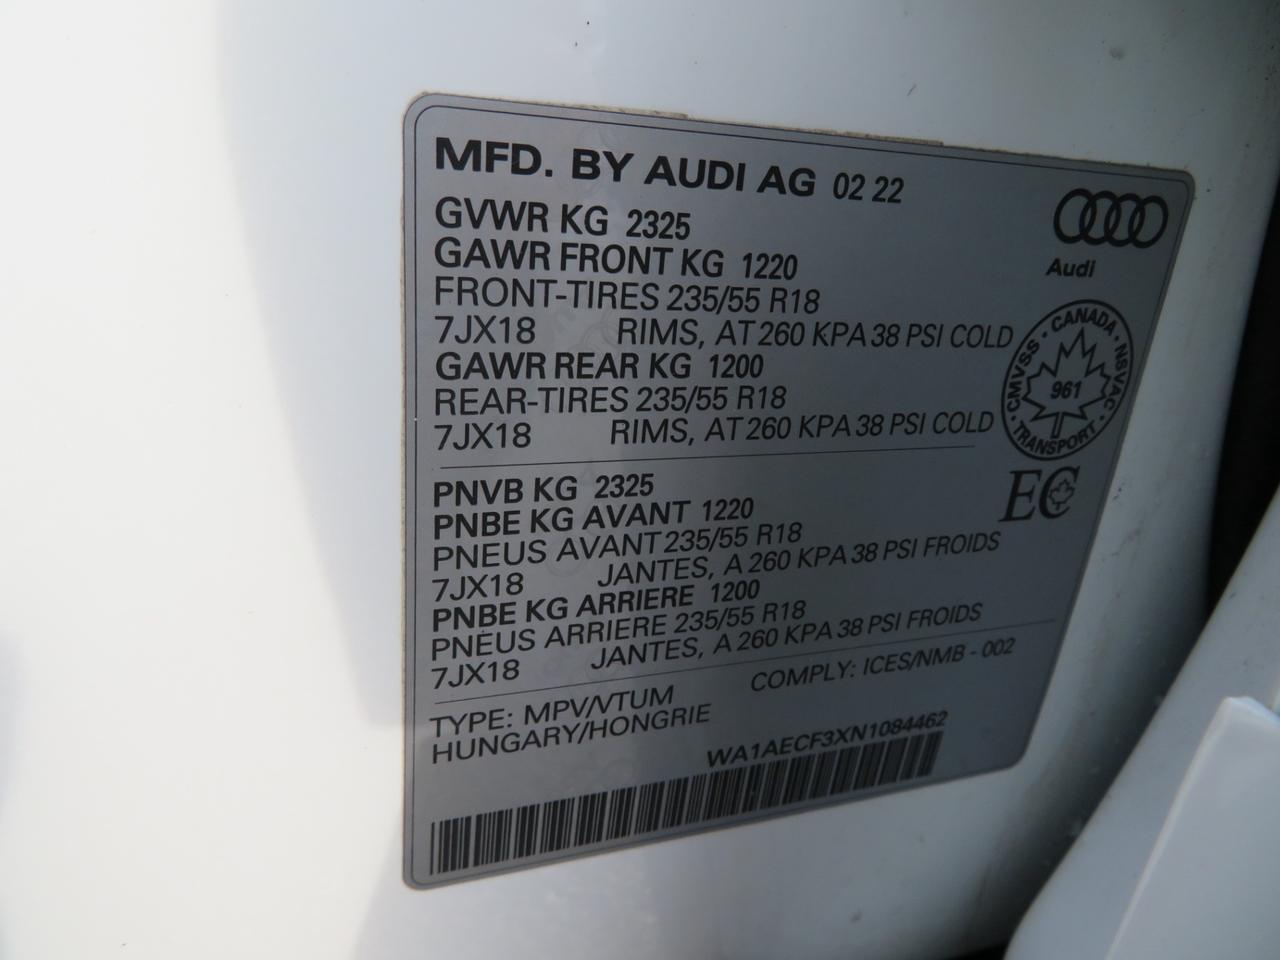 MFD. BY AUDI AG 02 22
GVWR KG 2325
GAWR FRONT KG 1220
FRONT-TIRES 235/55 R18
7JX18 RIMS, AT 260 KPA 38 PSI COLD
GAWR REAR KG 1200
REAR-TIRES 235/55 R18
7JX18 RIMS, AT 260 KPA 38 PSI COLD
Audi
CMVSS · CANADA · NSVAC · TRANSPORT ·
961
EC
PNVB KG 2325
PNBE KG AVANT 1220
PNEUS AVANT 235/55 R18
7JX18 JANTES, A 260 KPA 38 PSI FROIDS
PNBE KG ARRIERE 1200
PNEUS ARRIERE 235/55 R18
7JX18 JANTES, A 260 KPA 38 PSI FROIDS
TYPE: MPV/VTUM COMPLY: ICES/NMB - 002
HUNGARY/HONGRIE
WA1AECF3XN1084462